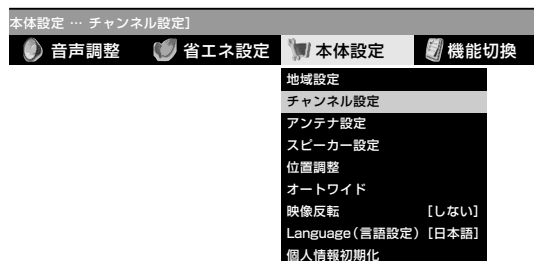 本体設定 … チャンネル設定]
音声調整 省エネ設定 本体設定 機能切換
地域設定
チャンネル設定
アンテナ設定
スピーカー設定
位置調整
オートワイド
映像反転 [しない]
Language(言語設定) [日本語]
個人情報初期化